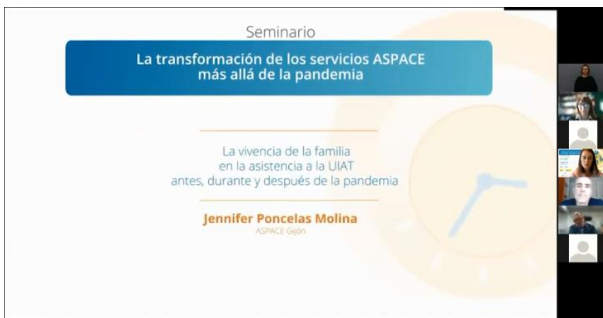 Seminario
La transformación de los servicios ASPACE
más allá de la pandemia
La vivencia de la familia
en la asistencia a la UIAT
antes, durante y después de la pandemia
Jennifer Poncelas Molina
ASPACE Gijón